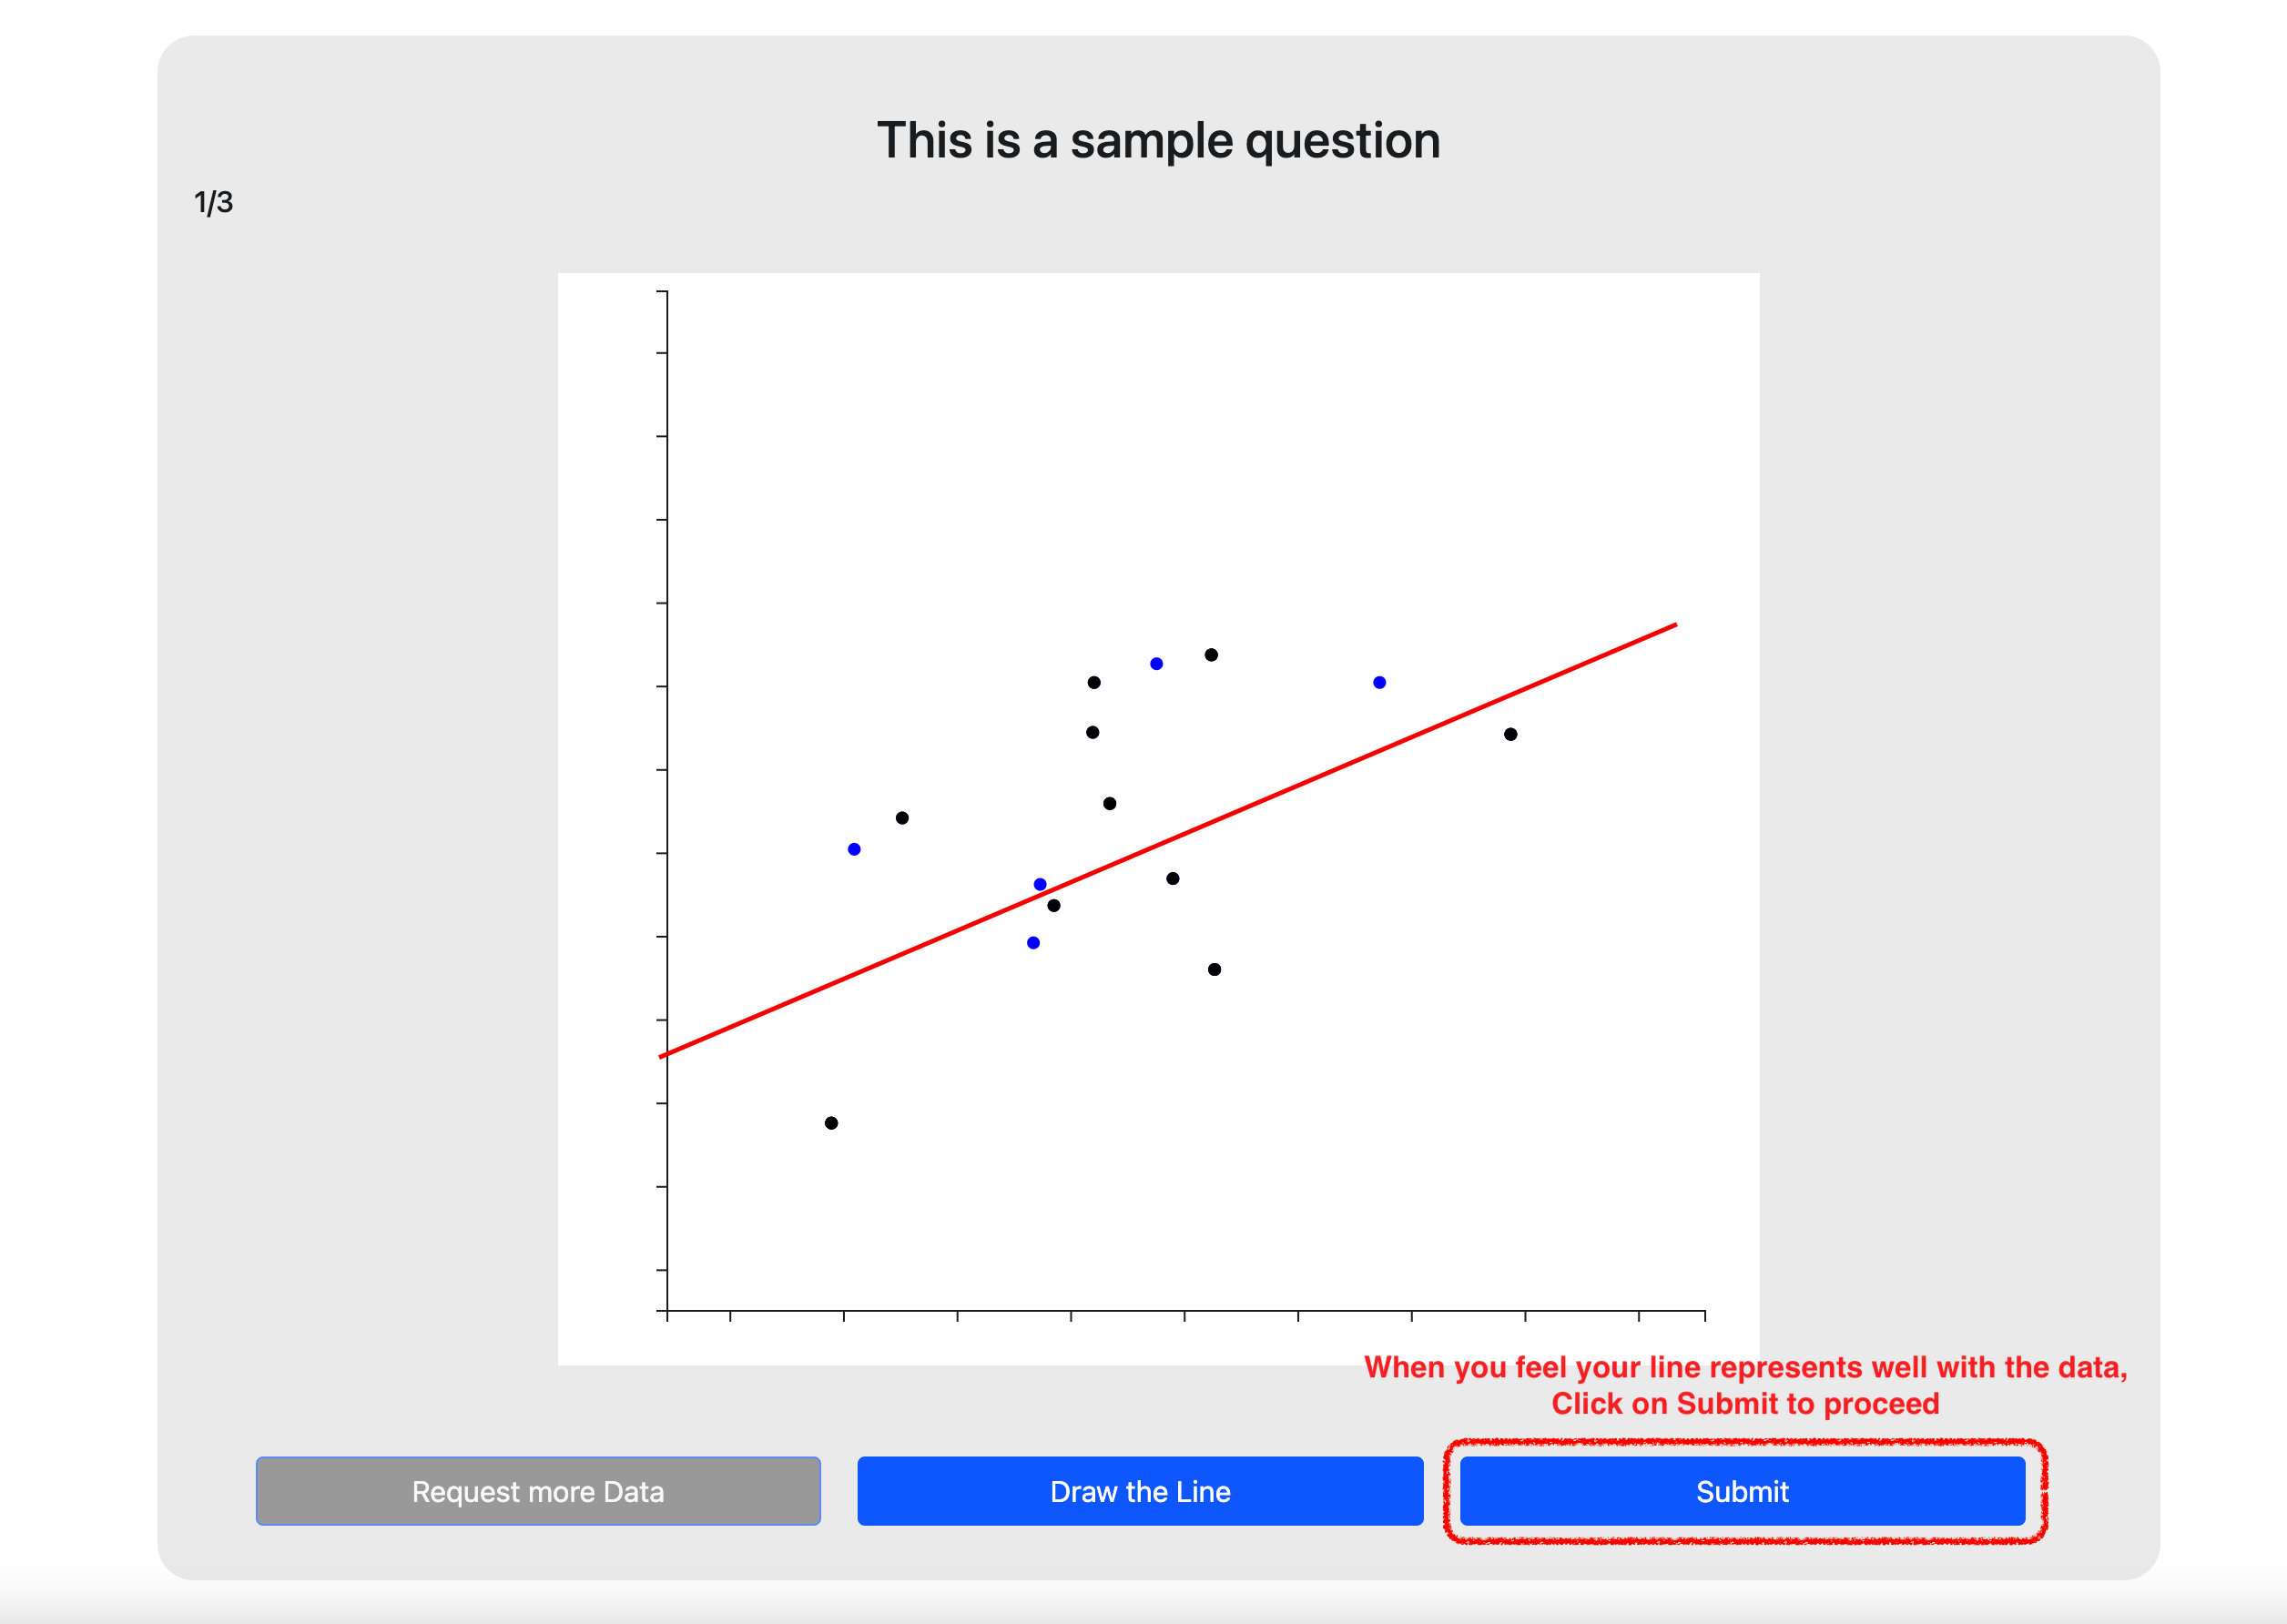 This is a sample question
1/3
When you feel your line represents well with the data,
Click on Submit to proceed
Request more Data
Draw the Line
Submit